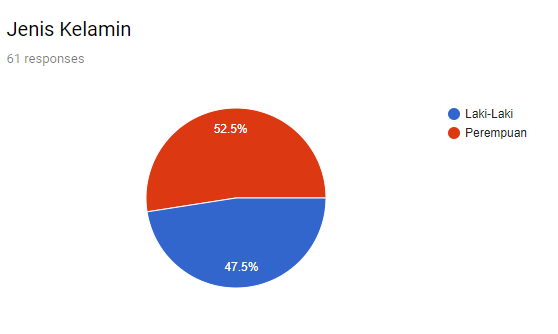 Jenis Kelamin
61 responses
52.5%
47.5%
Laki-Laki
Perempuan